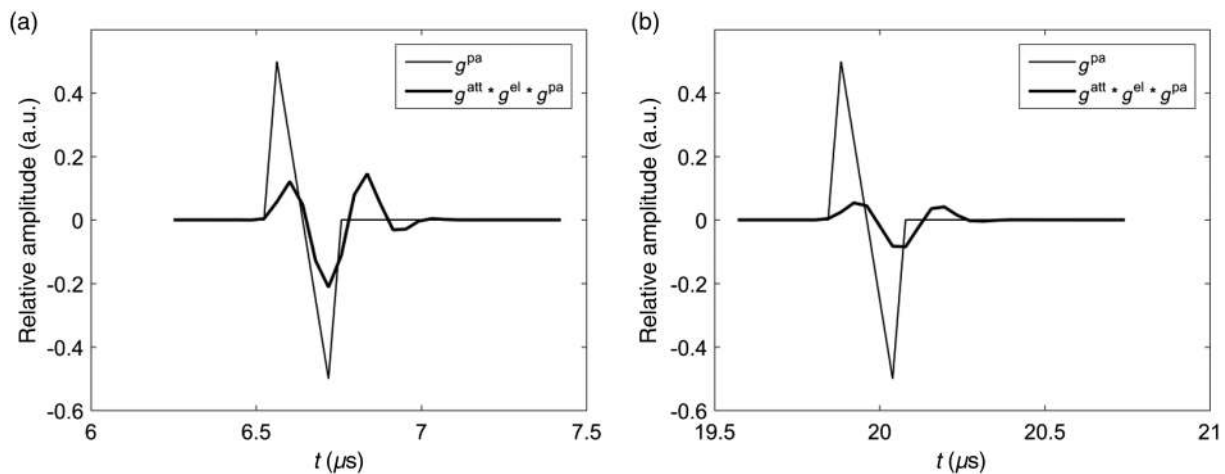 (a)
Relative amplitude (a.u.)
0.4
0.2
0
-0.2
-0.4
-0.6
6
6.5
7
7.5
t (μs)
g^pa
g^att * g^el * g^pa
(b)
Relative amplitude (a.u.)
0.4
0.2
0
-0.2
-0.4
-0.6
19.5
20
20.5
21
t (μs)
g^pa
g^att * g^el * g^pa